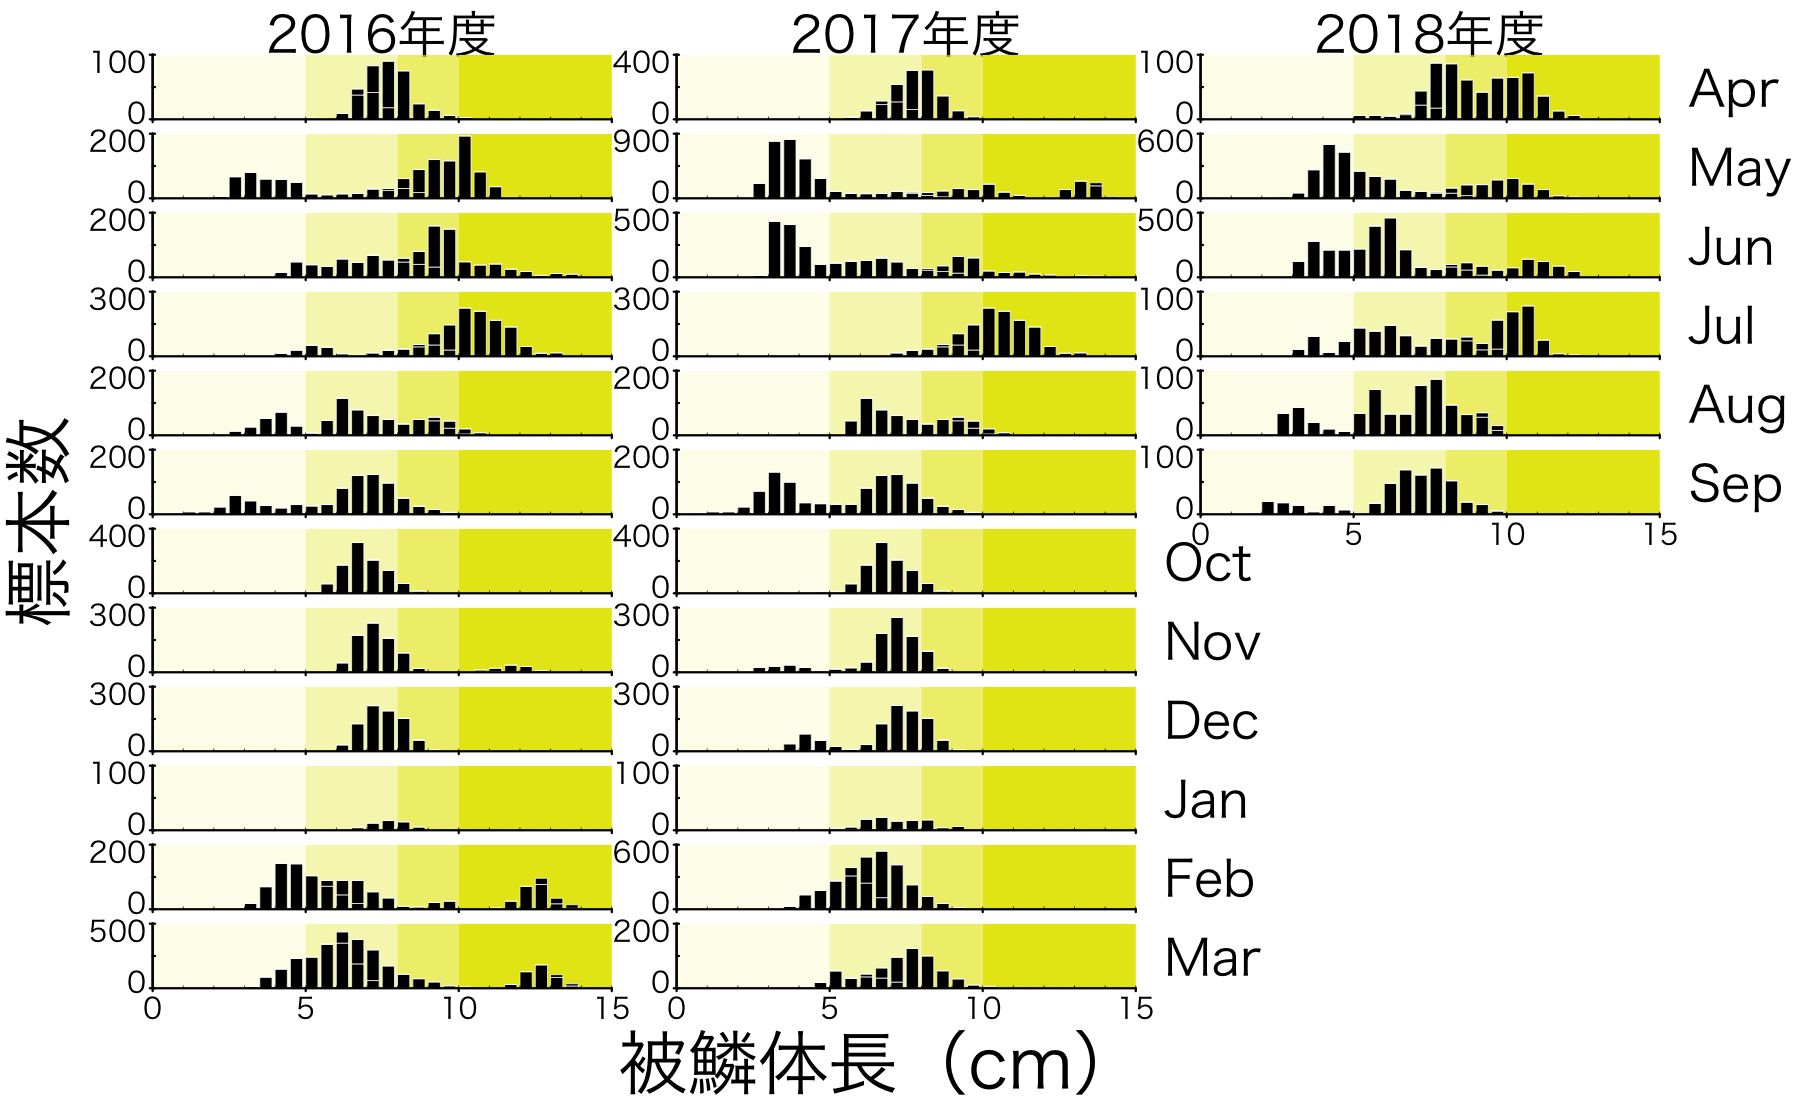 2016年度 2017年度 2018年度
100 0 400 0 100 0 Apr
200 0 900 0 600 0 May
200 0 500 0 500 0 Jun
300 0 300 0 100 0 Jul
200 0 200 0 100 0 Aug
200 0 200 0 100 0 Sep
0 5 10 15
400 0 400 0 Oct
300 0 300 0 Nov
300 0 300 0 Dec
100 0 100 0 Jan
200 0 600 0 Feb
500 0 200 0 Mar
0 5 10 15 0 5 10 15
標本数
被鱗体長（cm）